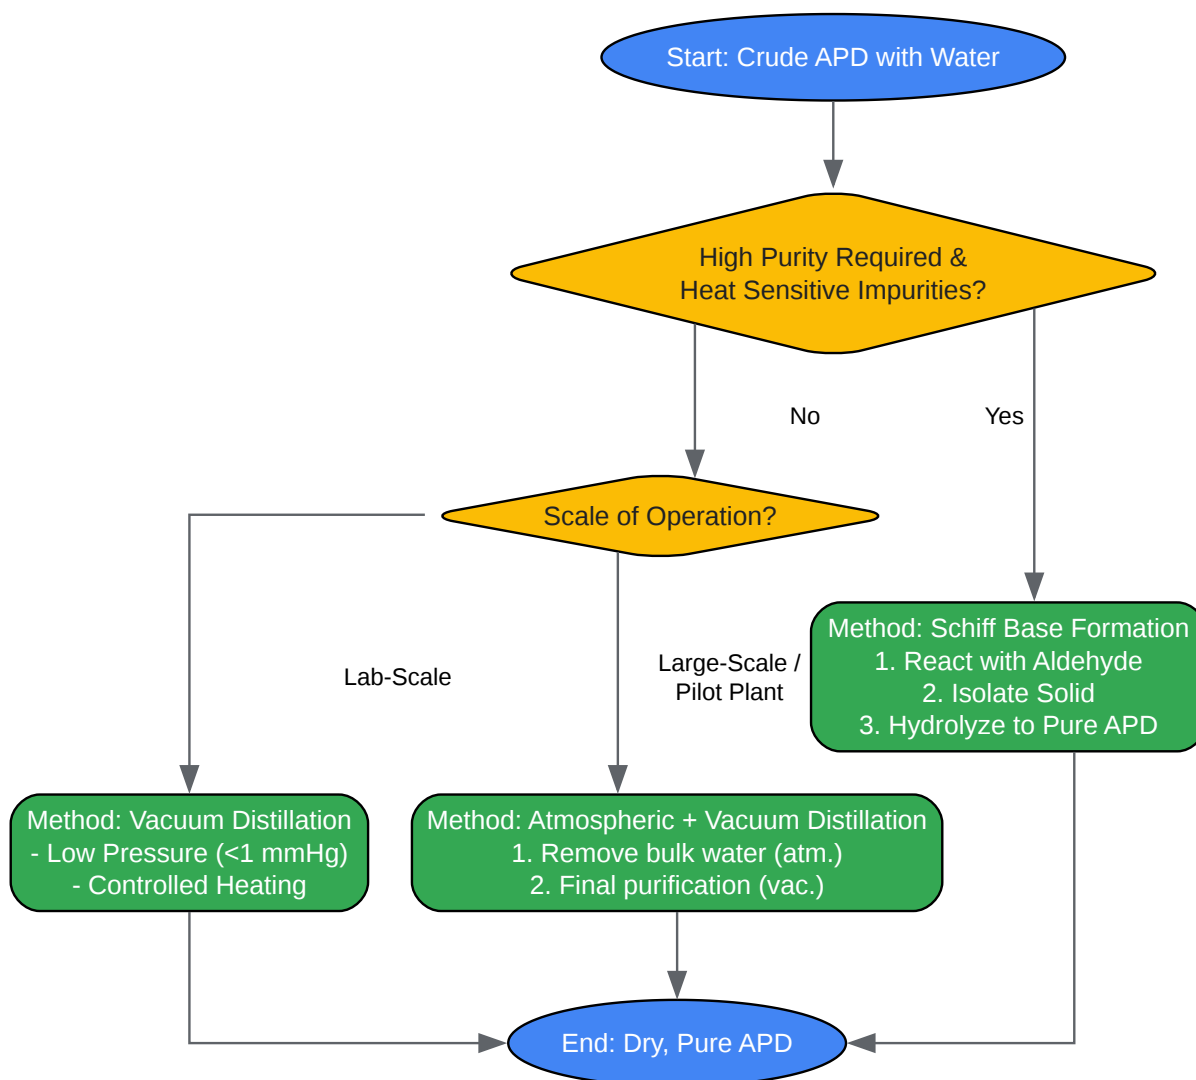 Start: Crude APD with Water
High Purity Required &
Heat Sensitive Impurities?
No
Yes
Scale of Operation?
Lab-Scale
Large-Scale /
Pilot Plant
Method: Schiff Base Formation
1. React with Aldehyde
2. Isolate Solid
3. Hydrolyze to Pure APD
Method: Vacuum Distillation
- Low Pressure (<1 mmHg)
- Controlled Heating
Method: Atmospheric + Vacuum Distillation
1. Remove bulk water (atm.)
2. Final purification (vac.)
End: Dry, Pure APD